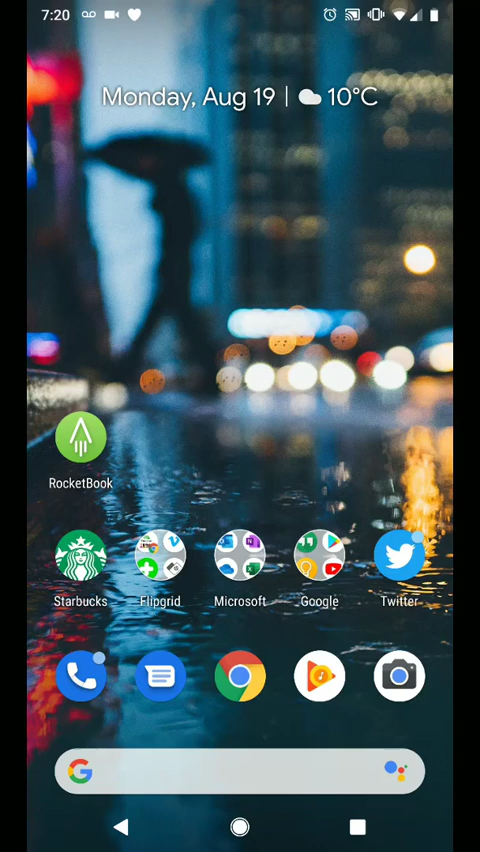 7:20
Monday, Aug 19 | 10°C
RocketBook
Starbucks
Flipgrid
Microsoft
Google
Twitter